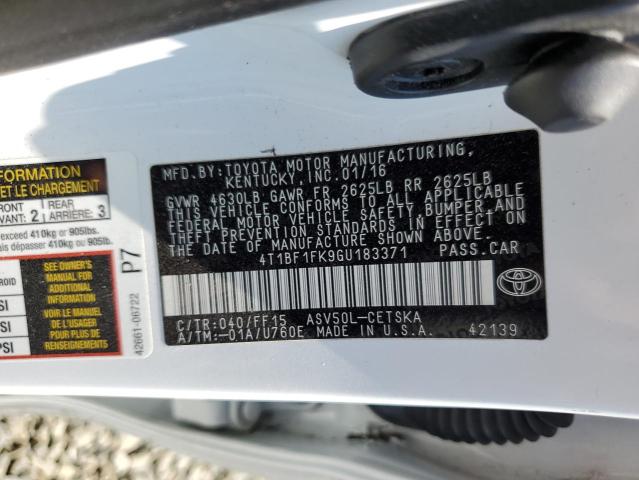 MFD. BY: TOYOTA MOTOR MANUFACTURING,
KENTUCKY, INC. 01/16
GVWR 4630LB GAWR FR 2625LB RR 2625LB
THIS VEHICLE CONFORMS TO ALL APPLICABLE
FEDERAL MOTOR VEHICLE SAFETY, BUMPER AND
THEFT PREVENTION STANDARDS IN EFFECT ON
THE DATE OF MANUFACTURE SHOWN ABOVE.
4T1BF1FK9GU183371 PASS.CAR
C/TR: 040/FF15 ASV50L-CETSKA
A/TM: -01A/U760E MADE IN U.S.A. 42139
TOYOTA
FORMATION
ET LE CHARGEMENT
2
REAR
ARRIÈRE: 3
exceed 410kg or 905lbs.
dépasser 410kg ou 905lb.
SEE OWNER'S
MANUAL FOR
ADDITIONAL
INFORMATION
VOIR LE MANUEL
DE L'USAGER
POUR PLUS DE
RENSEIGNEMENTS
PSI
P7
42661-06722